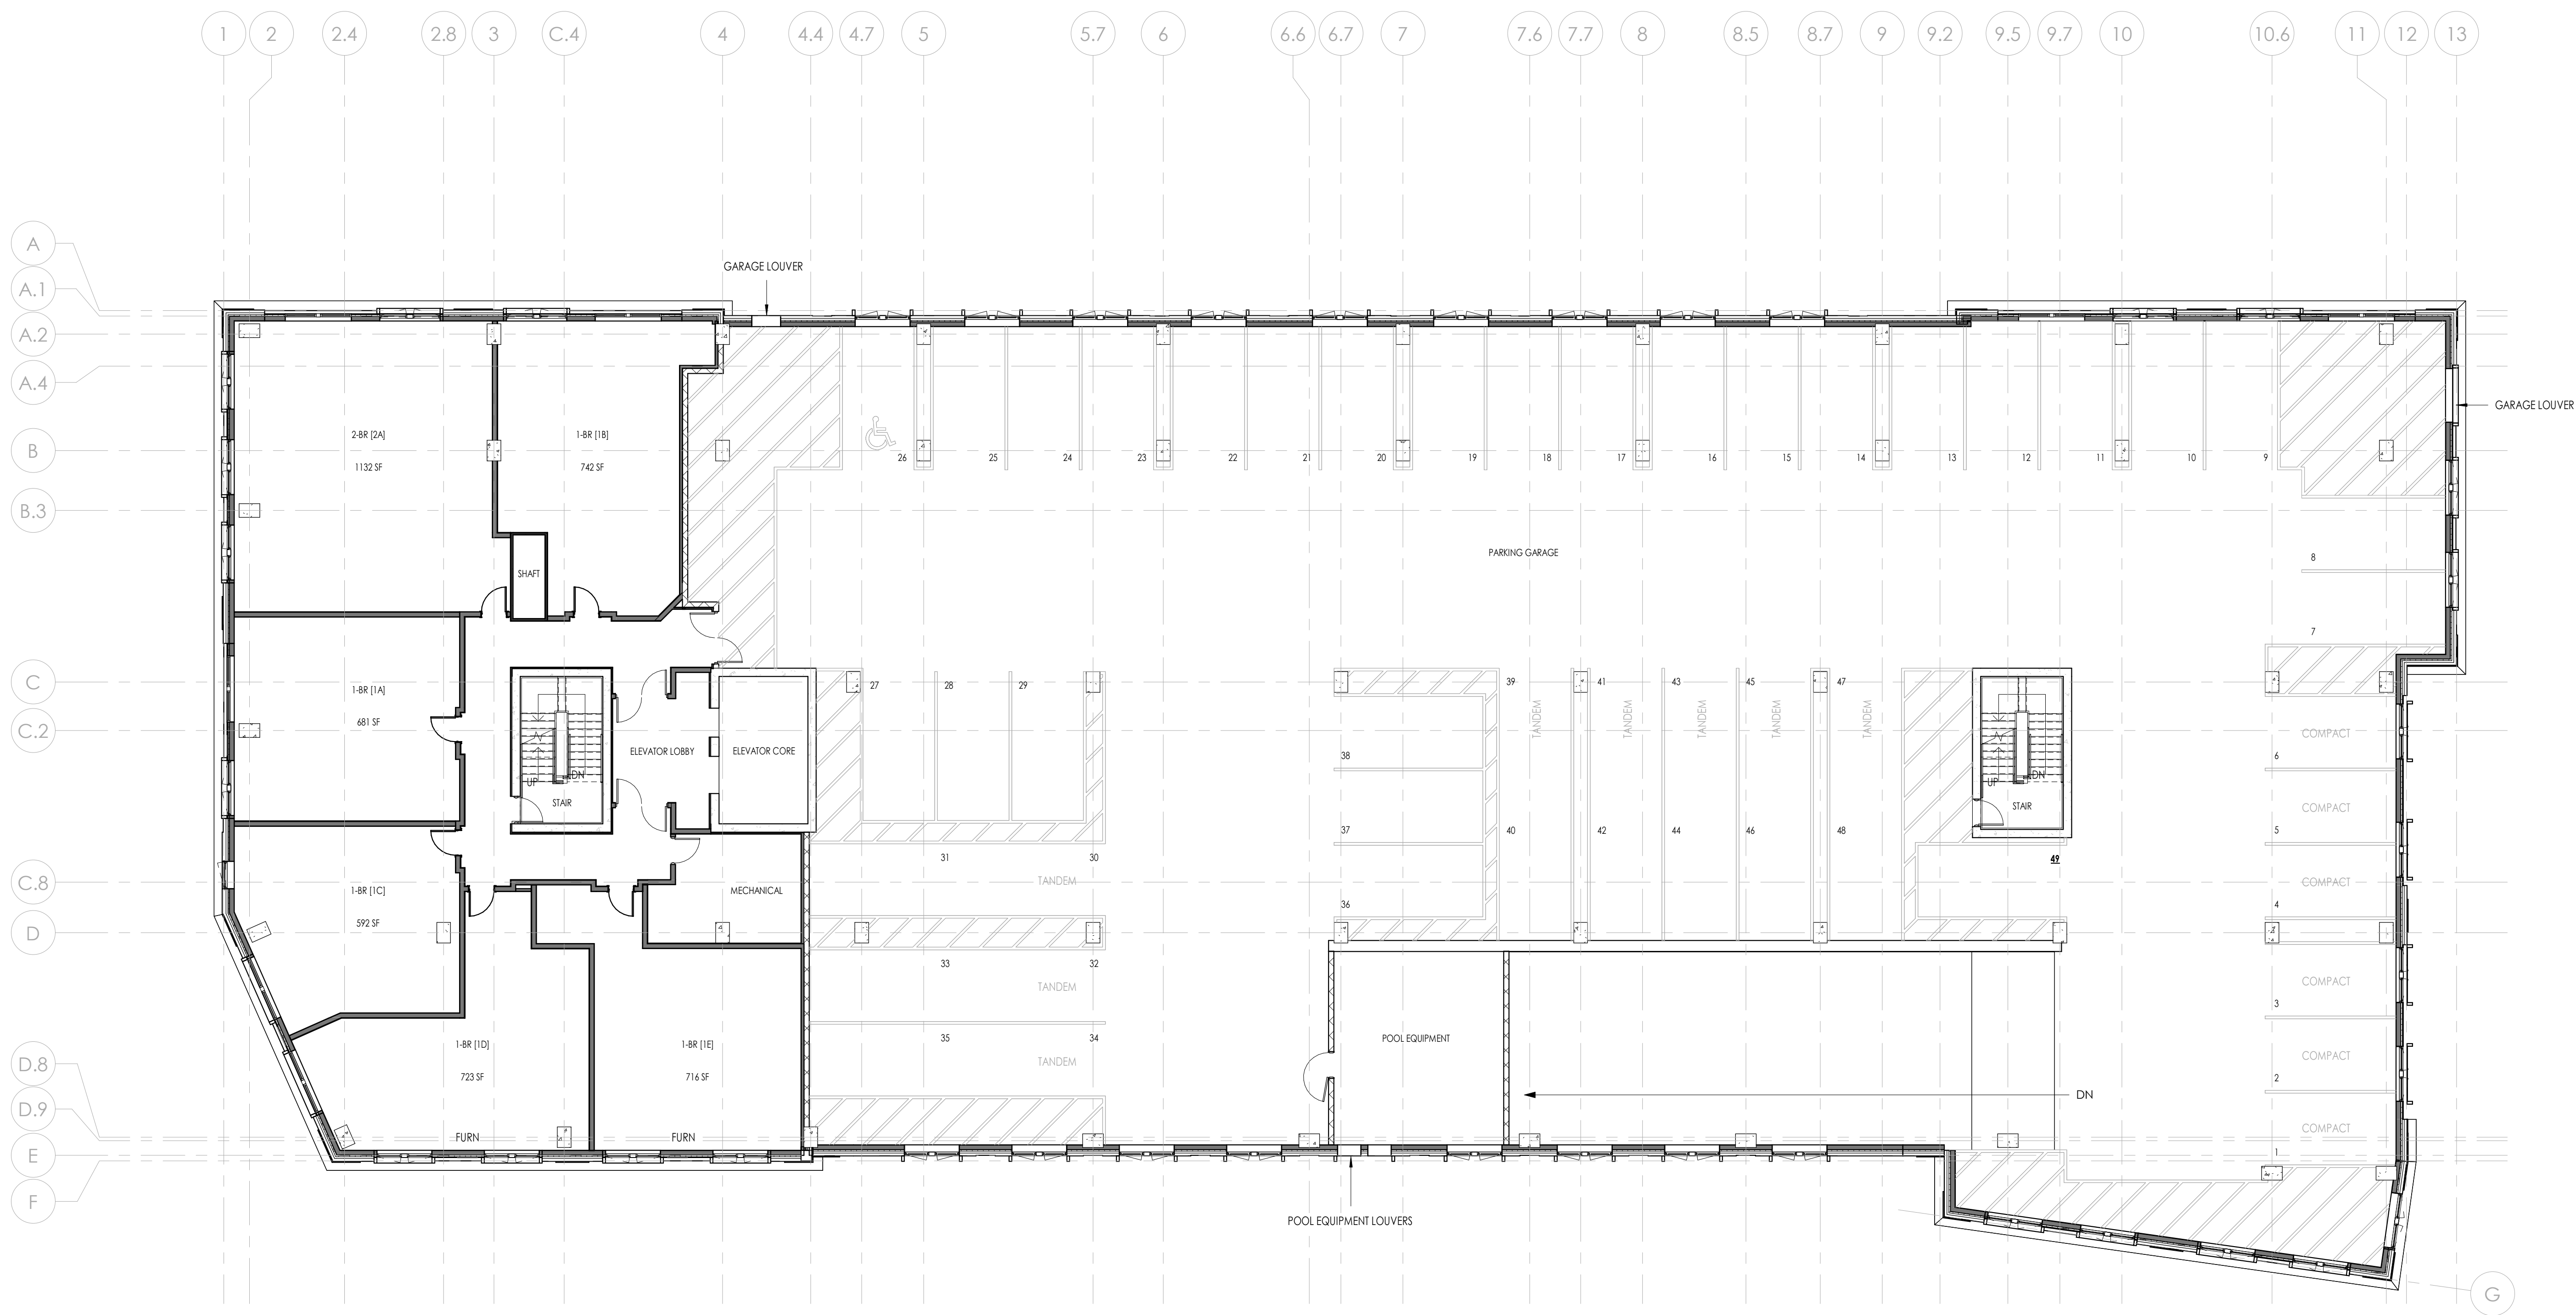 1
2
2.4
2.8
3
C.4
4
4.4
4.7
5
5.7
6
6.6
6.7
7
7.6
7.7
8
8.5
8.7
9
9.2
9.5
9.7
10
10.6
11
12
13
A
A.1
A.2
A.4
B
B.3
C
C.2
C.8
D
D.8
D.9
E
F
G
GARAGE LOUVER
GARAGE LOUVER
2-BR [2A]
1132 SF
1-BR [1B]
742 SF
SHAFT
26
25
24
23
22
21
20
19
18
17
16
15
14
13
12
11
10
9
PARKING GARAGE
8
7
1-BR [1A]
681 SF
UP
DN
STAIR
ELEVATOR LOBBY
ELEVATOR CORE
27
28
29
31
30
TANDEM
33
32
TANDEM
35
34
TANDEM
38
37
36
39
41
43
45
47
TANDEM
TANDEM
TANDEM
TANDEM
TANDEM
40
42
44
46
48
UP
DN
STAIR
49
COMPACT
6
COMPACT
5
COMPACT
4
COMPACT
3
COMPACT
2
COMPACT
1
1-BR [1C]
592 SF
MECHANICAL
1-BR [1D]
723 SF
FURN
1-BR [1E]
716 SF
FURN
POOL EQUIPMENT
DN
POOL EQUIPMENT LOUVERS